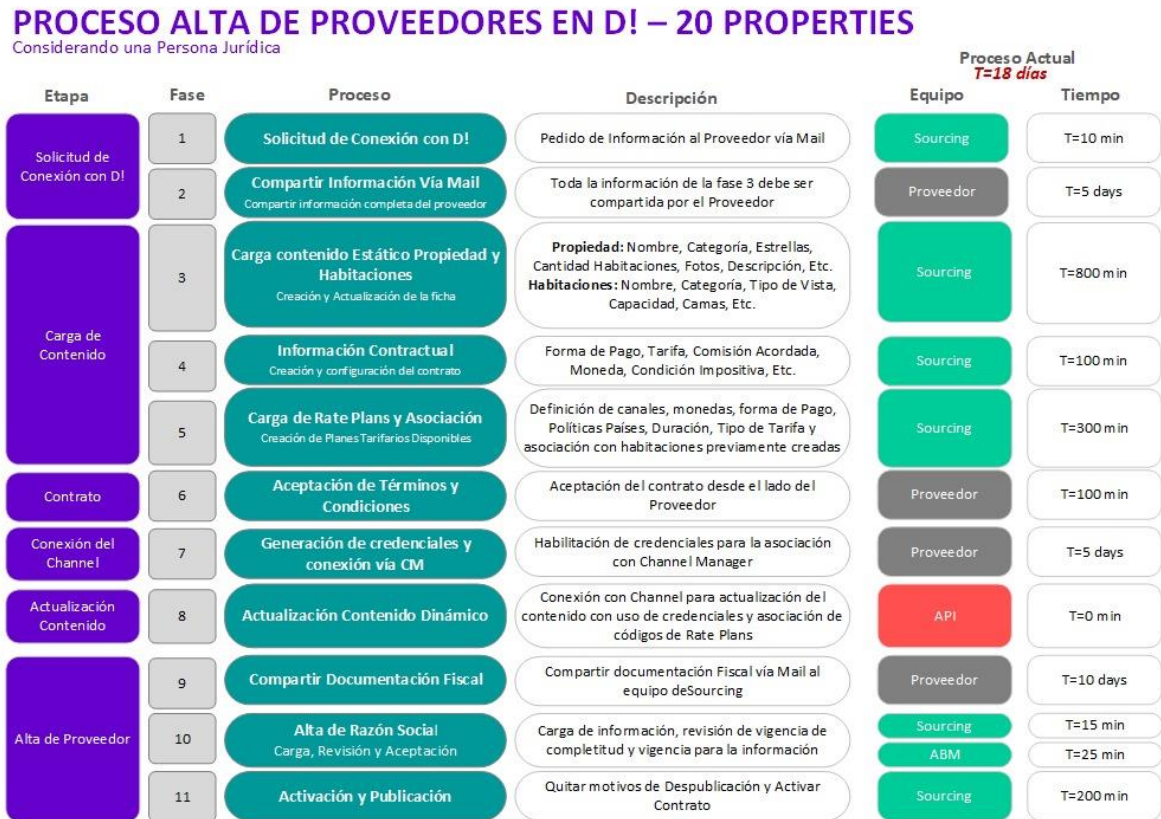 PROCESO ALTA DE PROVEEDORES EN D! – 20 PROPERTIES
Considerando una Persona Jurídica
Proceso Actual
T=18 días
Etapa
Fase
Proceso
Descripción
Equipo
Tiempo
Solicitud de
Conexión con D!
1
Solicitud de Conexión con D!
Pedido de Información al Proveedor vía Mail
Sourcing
T=10 min
2
Compartir Información Vía Mail
Compartir información completa del proveedor
Toda la información de la fase 3 debe ser
compartida por el Proveedor
Proveedor
T=5 days
Carga de
Contenido
3
Carga contenido Estático Propiedad y
Habitaciones
Creación y Actualización de la ficha
Propiedad: Nombre, Categoría, Estrellas,
Cantidad Habitaciones, Fotos, Descripción, Etc.
Habitaciones: Nombre, Categoría, Tipo de Vista,
Capacidad, Camas, Etc.
Sourcing
T=800 min
4
Información Contractual
Creación y configuración del contrato
Forma de Pago, Tarifa, Comisión Acordada,
Moneda, Condición Impositiva, Etc.
Sourcing
T=100 min
5
Carga de Rate Plans y Asociación
Creación de Planes Tarifarios Disponibles
Definición de canales, monedas, forma de Pago,
Políticas Países, Duración, Tipo de Tarifa y
asociación con habitaciones previamente creadas
Sourcing
T=300 min
Contrato
6
Aceptación de Términos y
Condiciones
Aceptación del contrato desde el lado del
Proveedor
Proveedor
T=100 min
Conexión del
Channel
7
Generación de credenciales y
conexión vía CM
Habilitación de credenciales para la asociación
con Channel Manager
Proveedor
T=5 days
Actualización
Contenido
8
Actualización Contenido Dinámico
Conexión con Channel para actualización del
contenido con uso de credenciales y asociación de
códigos de Rate Plans
API
T=0 min
Alta de Proveedor
9
Compartir Documentación Fiscal
Compartir documentación Fiscal vía Mail al
equipo deSourcing
Proveedor
T=10 days
10
Alta de Razón Social
Carga, Revisión y Aceptación
Carga de información, revisión de vigencia de
completitud y vigencia para la información
Sourcing
T=15 min
ABM
T=25 min
11
Activación y Publicación
Quitar motivos de Despublicación y Activar
Contrato
Sourcing
T=200 min